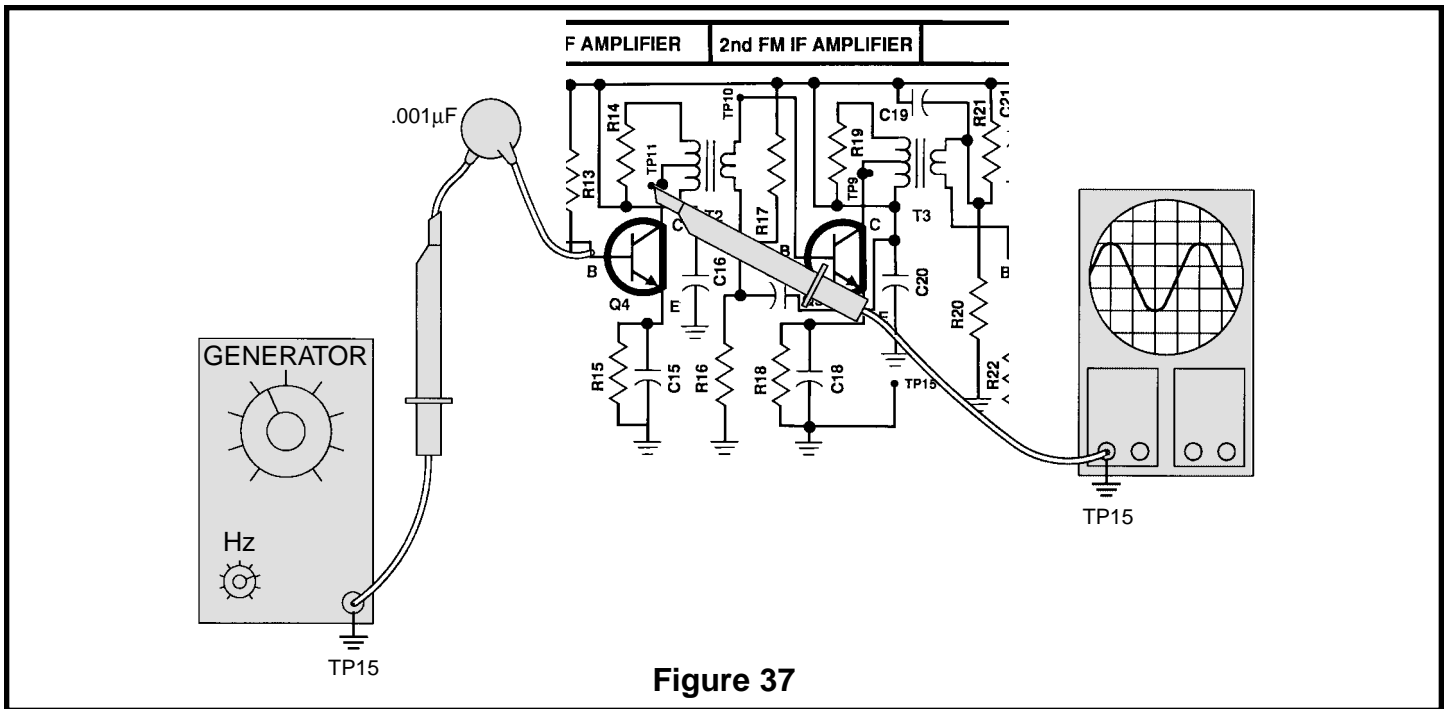 F AMPLIFIER
2nd FM IF AMPLIFIER
.001µF
R14
TP11
TP10
C19
R21
C21
R13
R19
TP9
R17
T3
C
C
B
B
C16
C20
Q4
E
E
R20
B
R15
C15
R16
R18
C18
TP15
R22
GENERATOR
Hz
TP15
TP15
Figure 37